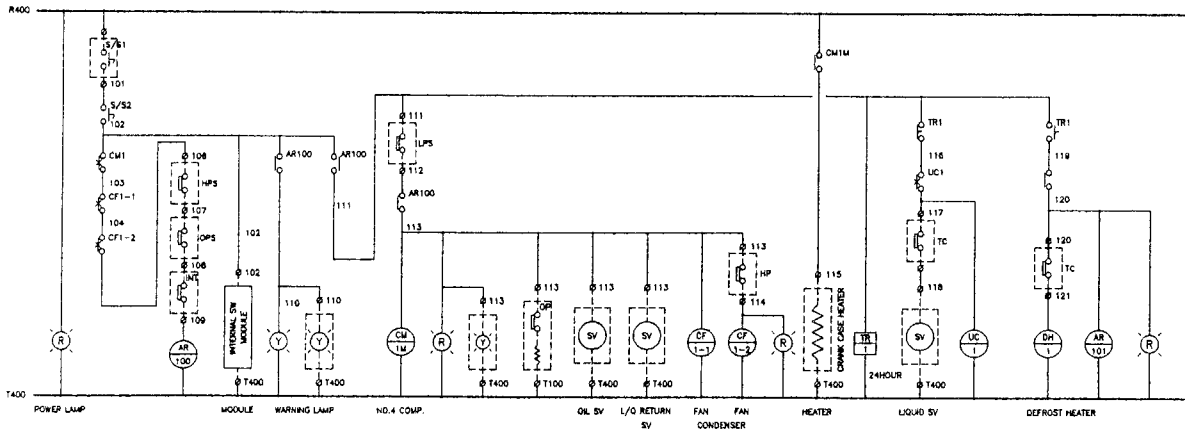 R400
S/S1
101
S/S2
102
CM1
103
CF1-1
104
CF1-2
108
HPS
107
OPS
108
INT
109
AR
100
R
102
102
INTERNAL SW
MODULE
T400
AR100
110
Y
110
Y
T400
AR100
111
111
LPS
112
AR100
113
CM
1M
R
113
Y
T400
113
OP
T100
113
SV
T400
113
SV
T400
CF
1-1
113
HP
114
CF
1-2
R
CM1M
115
CRANK CASE HEATER
T400
TR
1
24HOUR
TR1
116
UC1
117
TC
118
SV
T400
UC
1
TR1
119
120
120
TC
121
DH
1
AR
101
R
T400
POWER LAMP
MODULE
WARNING LAMP
NO.4 COMP.
OIL SV
L/O RETURN
SV
FAN
FAN
CONDENSER
HEATER
LIQUID SV
DEFROST HEATER